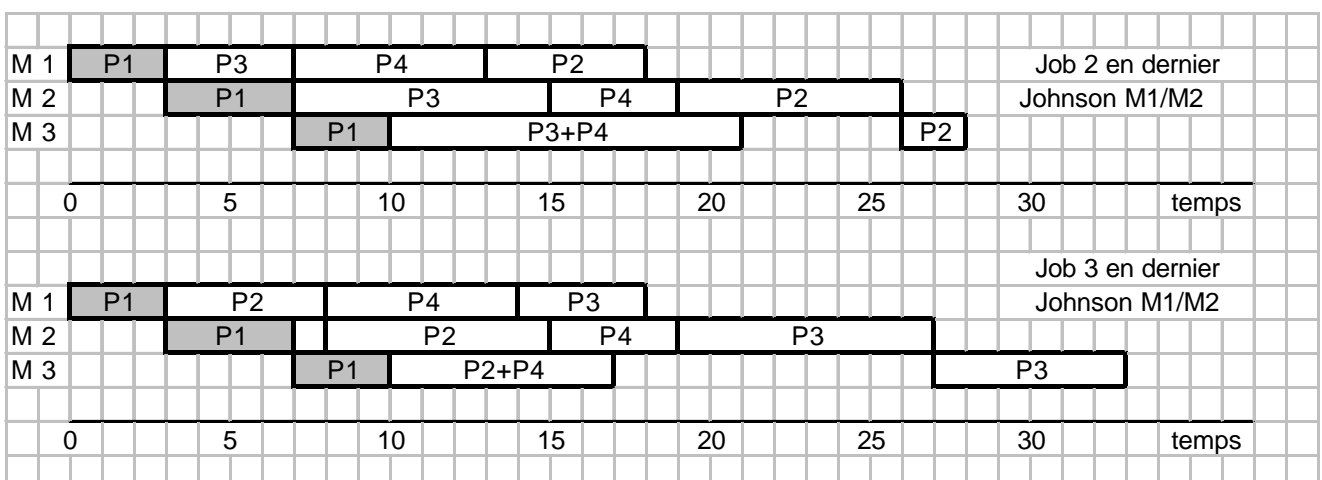 M 1 P1 P3 P4 P2 Job 2 en dernier
M 2 P1 P3 P4 P2 Johnson M1/M2
M 3 P1 P3+P4 P2
0 5 10 15 20 25 30 temps
Job 3 en dernier
M 1 P1 P2 P4 P3 Johnson M1/M2
M 2 P1 P2 P4 P3
M 3 P1 P2+P4 P3
0 5 10 15 20 25 30 temps